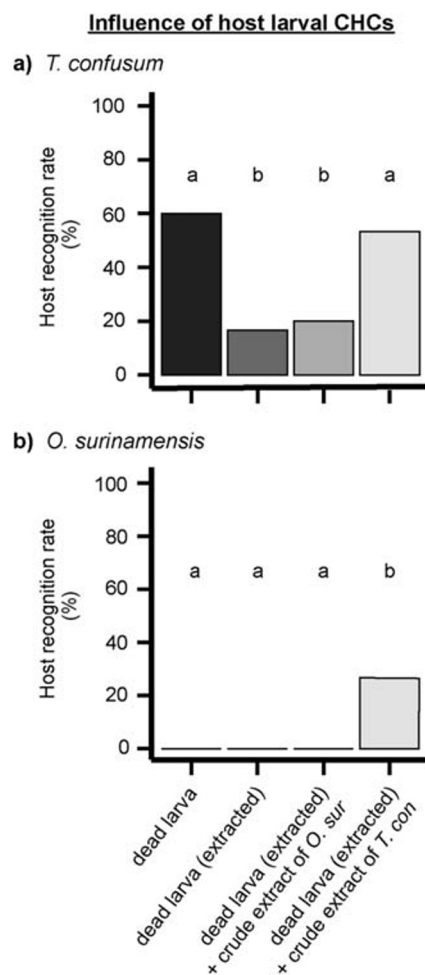 Influence of host larval CHCs
a) T. confusum
100
80
60
40
20
0
Host recognition rate
(%)
a b b a
b) O. surinamensis
100
80
60
40
20
0
Host recognition rate
(%)
a a a b
dead larva
dead larva (extracted)
dead larva (extracted)
+ crude extract of O. sur
dead larva (extracted)
+ crude extract of T. con